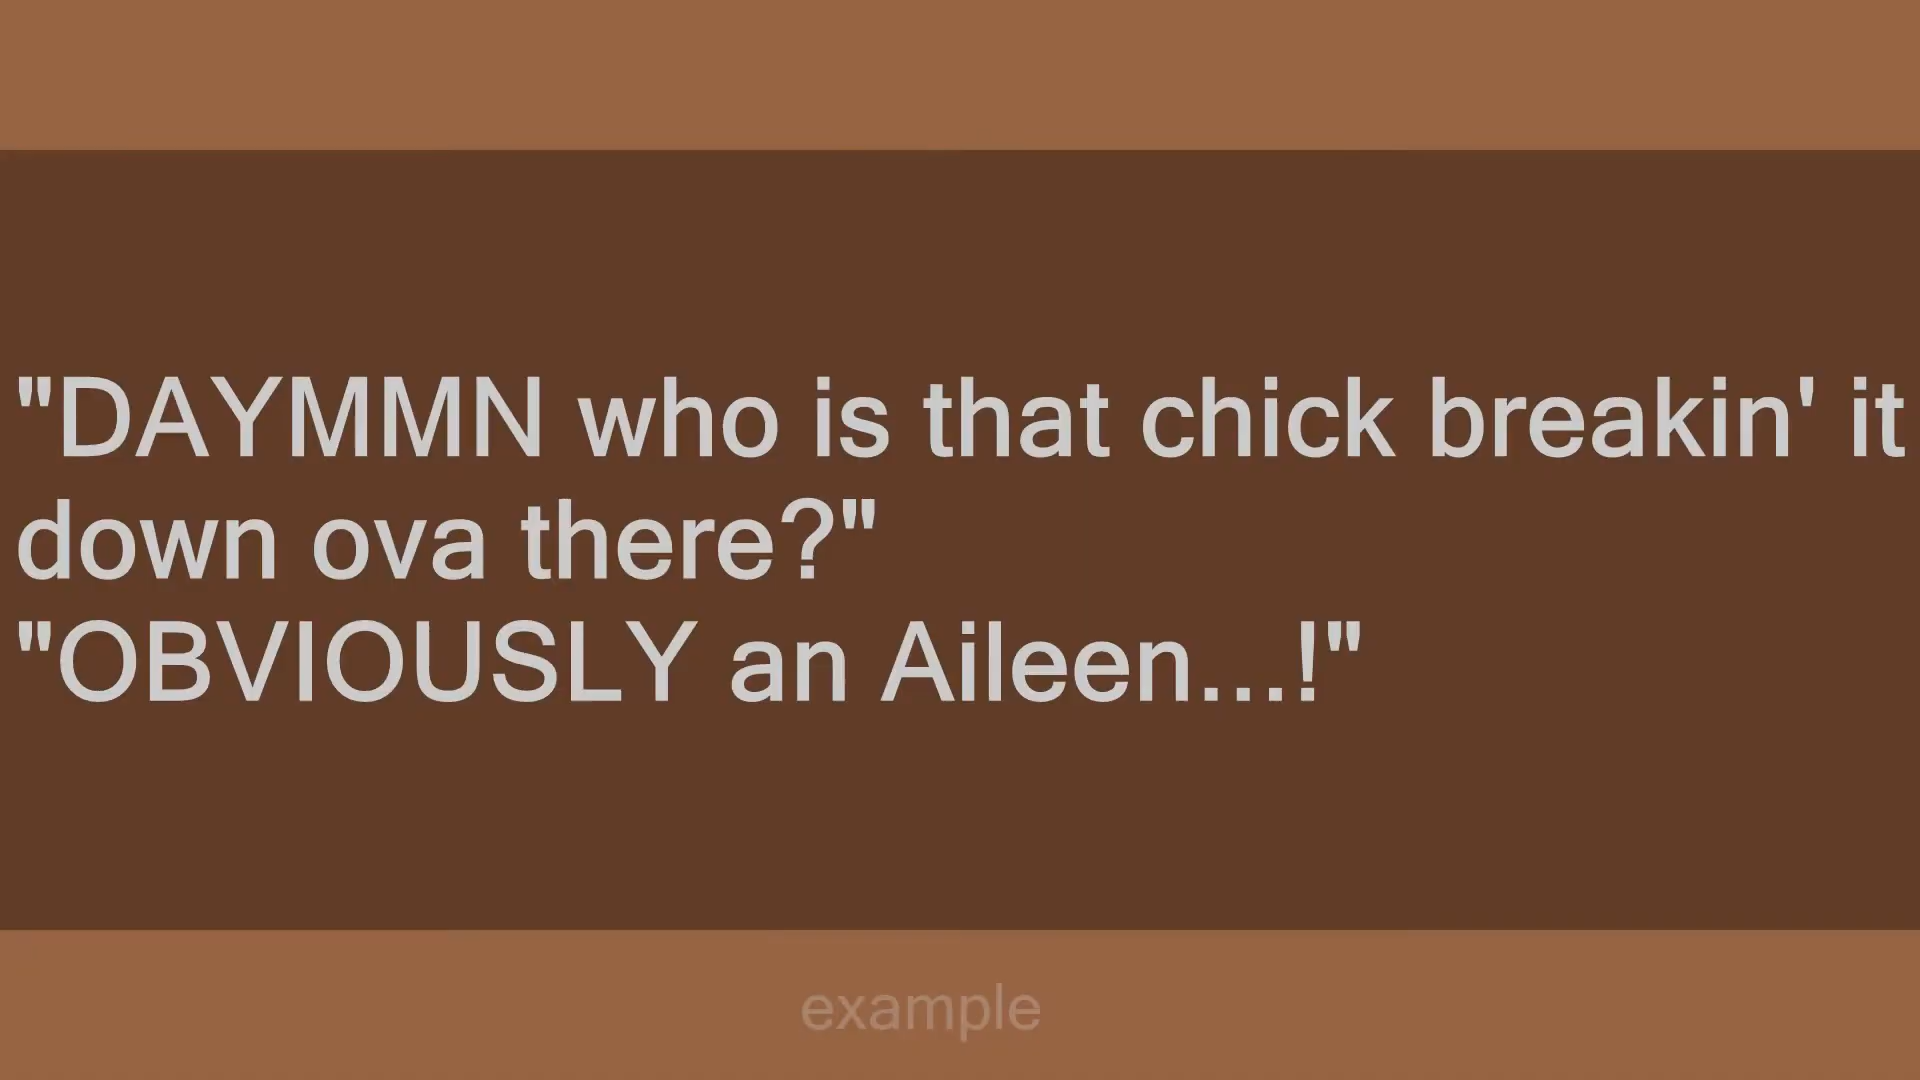 "DAYMMN who is that chick breakin' it
down ova there?"
"OBVIOUSLY an Aileen...!"
example